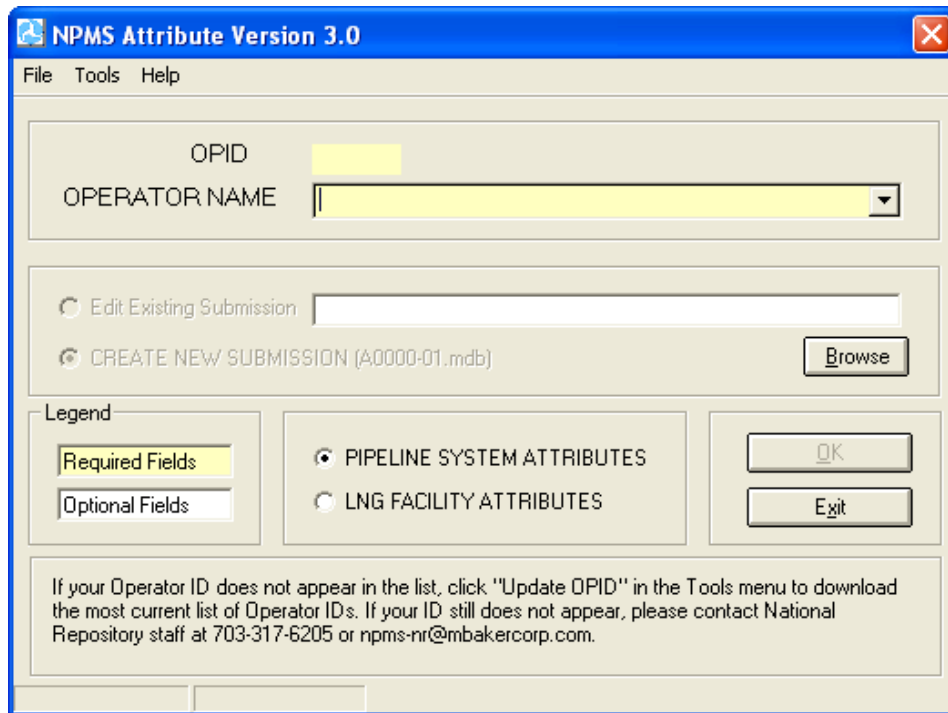 NPMS Attribute Version 3.0
File Tools Help
OPID
OPERATOR NAME
Edit Existing Submission
CREATE NEW SUBMISSION (A0000-01.mdb)
Browse
Legend
Required Fields
Optional Fields
PIPELINE SYSTEM ATTRIBUTES
LNG FACILITY ATTRIBUTES
OK
Exit
If your Operator ID does not appear in the list, click "Update OPID" in the Tools menu to download
the most current list of Operator IDs. If your ID still does not appear, please contact National
Repository staff at 703-317-6205 or npms-nr@mbakercorp.com.